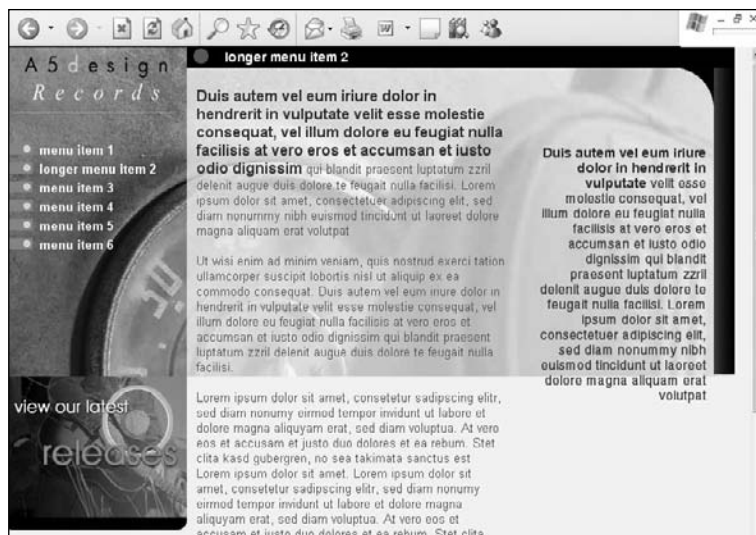 A5design
Records
longer menu item 2
menu item 1
longer menu item 2
menu item 3
menu item 4
menu item 5
menu item 6
view our latest
releases
Duis autem vel eum iriure dolor in
hendrerit in vulputate velit esse molestie
consequat, vel illum dolore eu feugiat nulla
facilisis at vero eros et accumsan et iusto
odio dignissim qui blandit praesent luptatum zzril
delenit augue duis dolore te feugait nulla facilisi. Lorem
ipsum dolor sit amet, consectetuer adipiscing elit, sed
diam nonummy nibh euismod tincidunt ut laoreet dolore
magna aliquam erat volutpat
Ut wisi enim ad minim veniam, quis nostrud exerci tation
ullamcorper suscipit lobortis nisl ut aliquip ex ea
commodo consequat. Duis autem vel eum iriure dolor in
hendrerit in vulputate velit esse molestie consequat, vel
illum dolore eu feugiat nulla facilisis at vero eros et
accumsan et iusto odio dignissim qui blandit praesent
luptatum zzril delenit augue duis dolore te feugait nulla
facilisi.
Lorem ipsum dolor sit amet, consetetur sadipscing elitr,
sed diam nonumy eirmod tempor invidunt ut labore et
dolore magna aliquyam erat, sed diam voluptua. At vero
eos et accusam et justo duo dolores et ea rebum. Stet
clita kasd gubergren, no sea takimata sanctus est
Lorem ipsum dolor sit amet. Lorem ipsum dolor sit
amet, consetetur sadipscing elitr, sed diam nonumy
eirmod tempor invidunt ut labore et dolore magna
aliquyam erat, sed diam voluptua. At vero eos et
accusam et justo duo dolores et ea rebum. Stet clita
Duis autem vel eum iriure
dolor in hendrerit in
vulputate velit esse
molestie consequat, vel
illum dolore eu feugiat nulla
facilisis at vero eros et
accumsan et iusto odio
dignissim qui blandit
praesent luptatum zzril
delenit augue duis dolore te
feugait nulla facilisi. Lorem
ipsum dolor sit amet,
consectetuer adipiscing elit,
sed diam nonummy nibh
euismod tincidunt ut laoreet
dolore magna aliquam erat
volutpat